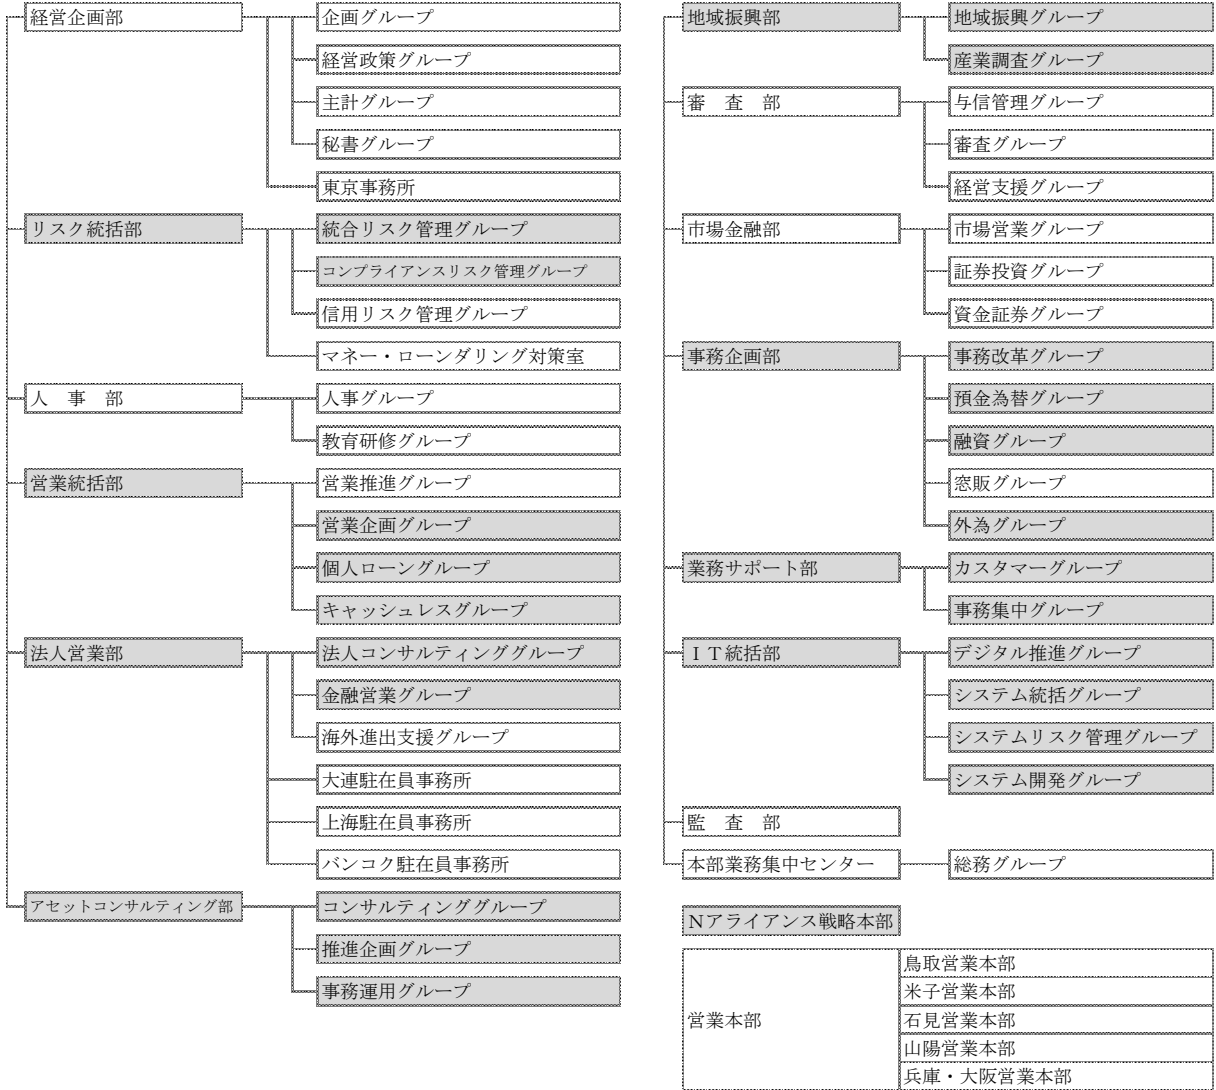 経営企画部
企画グループ
経営政策グループ
主計グループ
秘書グループ
東京事務所
リスク統括部
統合リスク管理グループ
コンプライアンスリスク管理グループ
信用リスク管理グループ
マネー・ローンダリング対策室
人　事　部
人事グループ
教育研修グループ
営業統括部
営業推進グループ
営業企画グループ
個人ローングループ
キャッシュレスグループ
法人営業部
法人コンサルティンググループ
金融営業グループ
海外進出支援グループ
大連駐在員事務所
上海駐在員事務所
バンコク駐在員事務所
アセットコンサルティング部
コンサルティンググループ
推進企画グループ
事務運用グループ
地域振興部
地域振興グループ
産業調査グループ
審　査　部
与信管理グループ
審査グループ
経営支援グループ
市場金融部
市場営業グループ
証券投資グループ
資金証券グループ
事務企画部
事務改革グループ
預金為替グループ
融資グループ
窓販グループ
外為グループ
業務サポート部
カスタマーグループ
事務集中グループ
ＩＴ統括部
デジタル推進グループ
システム統括グループ
システムリスク管理グループ
システム開発グループ
監　査　部
本部業務集中センター
総務グループ
Ｎアライアンス戦略本部
営業本部
鳥取営業本部
米子営業本部
石見営業本部
山陽営業本部
兵庫・大阪営業本部